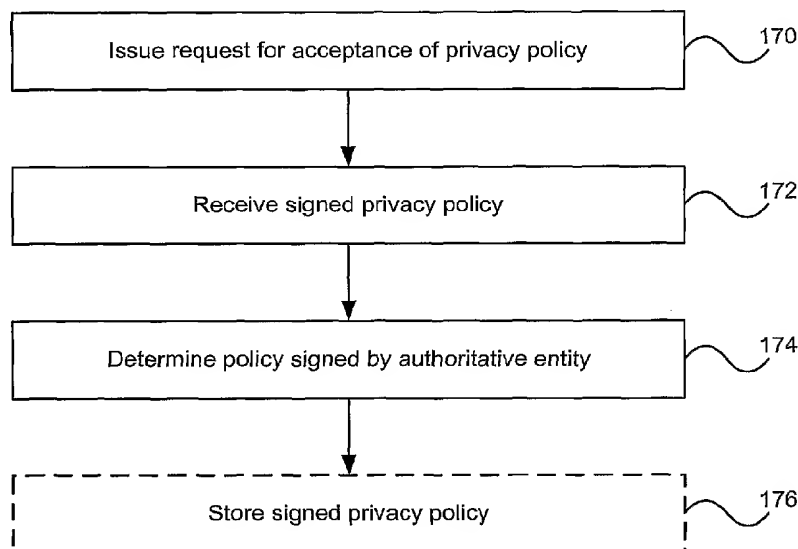 Issue request for acceptance of privacy policy
170
Receive signed privacy policy
172
Determine policy signed by authoritative entity
174
Store signed privacy policy
176